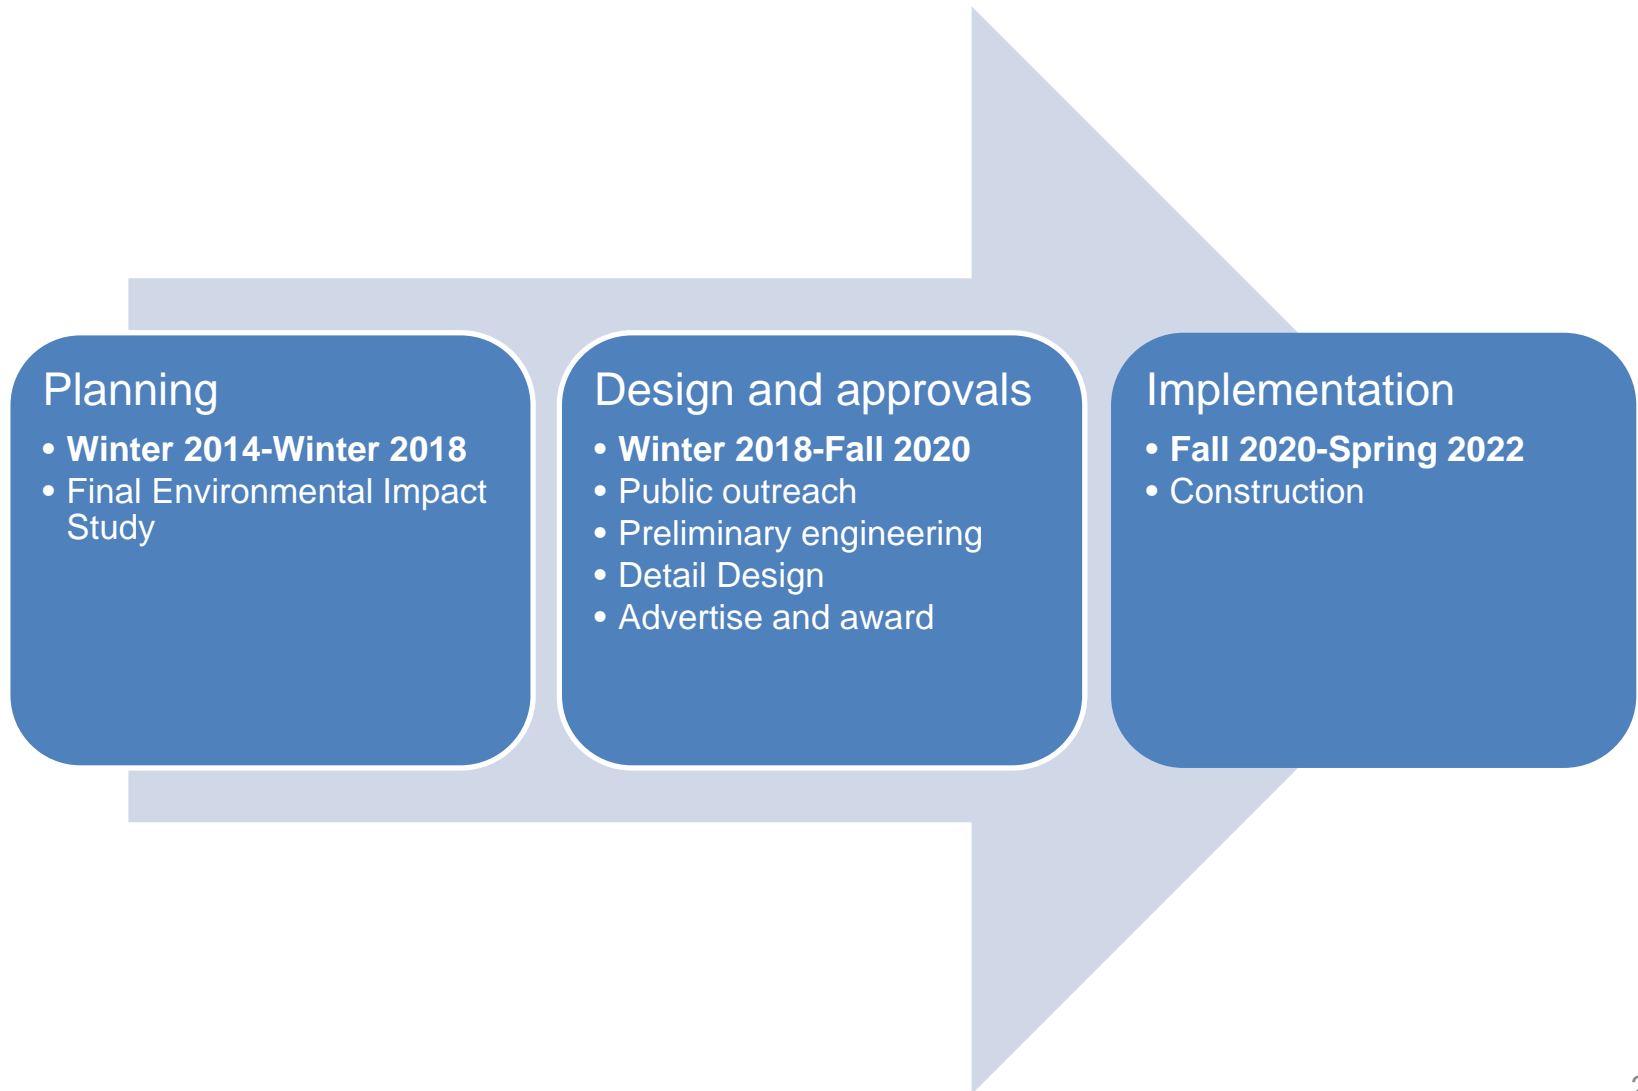 Planning
• Winter 2014-Winter 2018
• Final Environmental Impact
Study
Design and approvals
• Winter 2018-Fall 2020
• Public outreach
• Preliminary engineering
• Detail Design
• Advertise and award
Implementation
• Fall 2020-Spring 2022
• Construction